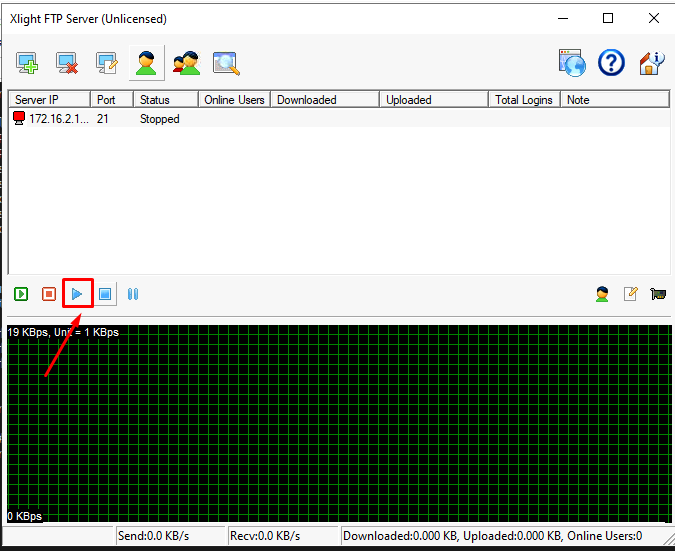 Xlight FTP Server (Unlicensed)
Server IP Port Status Online Users Downloaded Uploaded Total Logins Note
172.16.2.1... 21 Stopped
19 KBps, Unit = 1 KBps
0 KBps
Send:0.0 KB/s Recv:0.0 KB/s Downloaded:0.000 KB, Uploaded:0.000 KB, Online Users:0